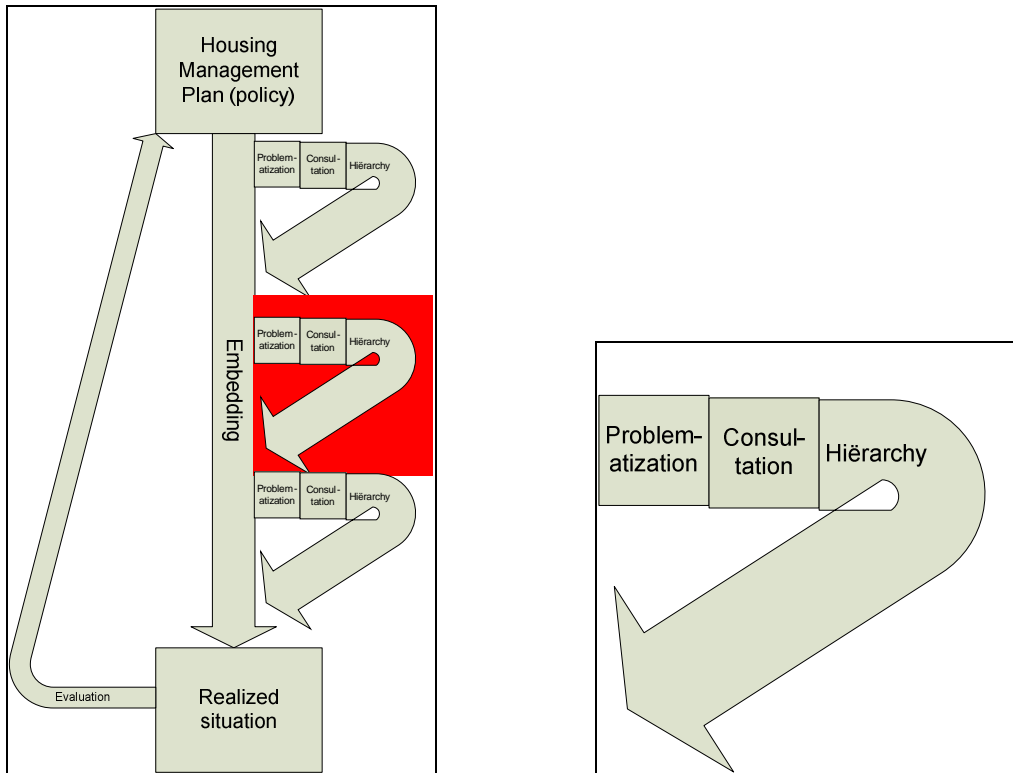 Housing
Management
Plan (policy)
Problem-
atization
Consul-
tation
Hiërarchy
Problem-
atization
Consul-
tation
Hiërarchy
Embedding
Problem-
atization
Consul-
tation
Hiërarchy
Evaluation
Realized
situation
Problem-
atization
Consul-
tation
Hiërarchy